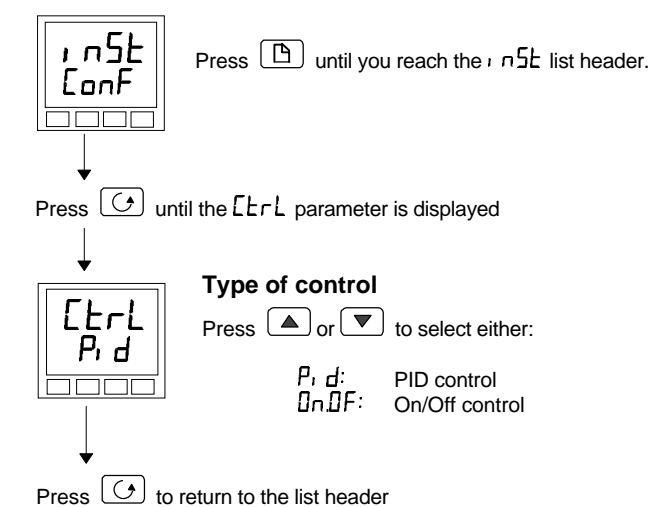 inSt
ConF
Press until you reach the inSt list header.
Press until the CtrL parameter is displayed
CtrL
Pid
Type of control
Press or to select either:
Pid: PID control
On.OF: On/Off control
Press to return to the list header